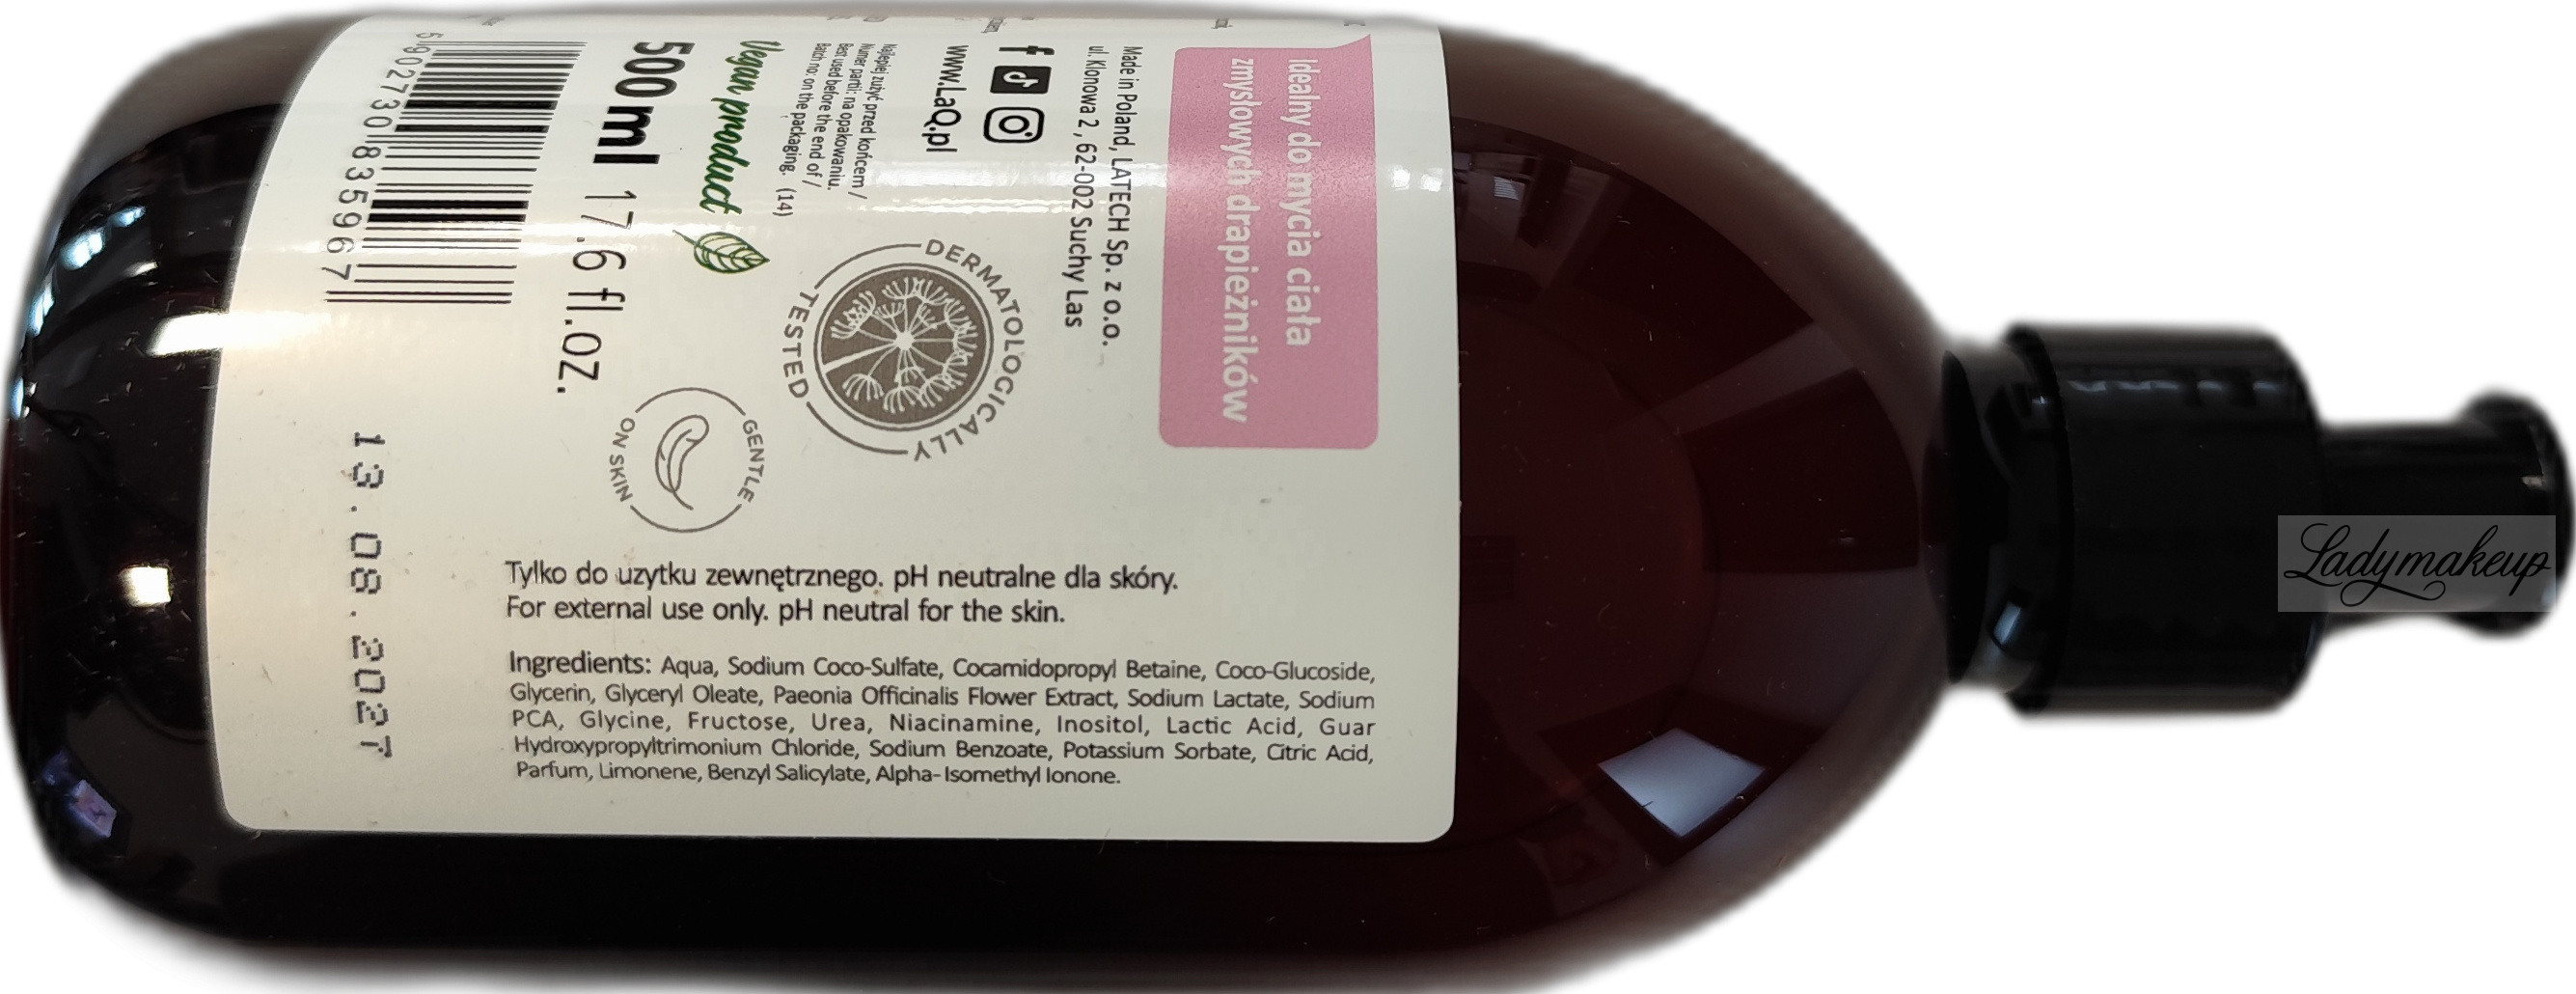 Idealny do mycia ciała
zmysłowych drapieżników
Made in Poland, LATECH Sp. z o.o.
ul. Klonowa 2, 62-002 Suchy Las
www.LaQ.pl
DERMATOLOGICALLY
TESTED
Najlepiej zużyć przed końcem /
Numer partii: na opakowaniu.
Best used before the end of /
Batch no: on the packaging. (14)
Vegan product
GENTLE
ON SKIN
500 ml 17.6 fl.oz.
5902730835967
13.08.2027
Tylko do uzytku zewnętrznego. pH neutralne dla skóry.
For external use only. pH neutral for the skin.
Ingredients: Aqua, Sodium Coco-Sulfate, Cocamidopropyl Betaine, Coco-Glucoside,
Glycerin, Glyceryl Oleate, Paeonia Officinalis Flower Extract, Sodium Lactate, Sodium
PCA, Glycine, Fructose, Urea, Niacinamine, Inositol, Lactic Acid, Guar
Hydroxypropyltrimonium Chloride, Sodium Benzoate, Potassium Sorbate, Citric Acid,
Parfum, Limonene, Benzyl Salicylate, Alpha-Isomethyl Ionone.
Ladymakeup